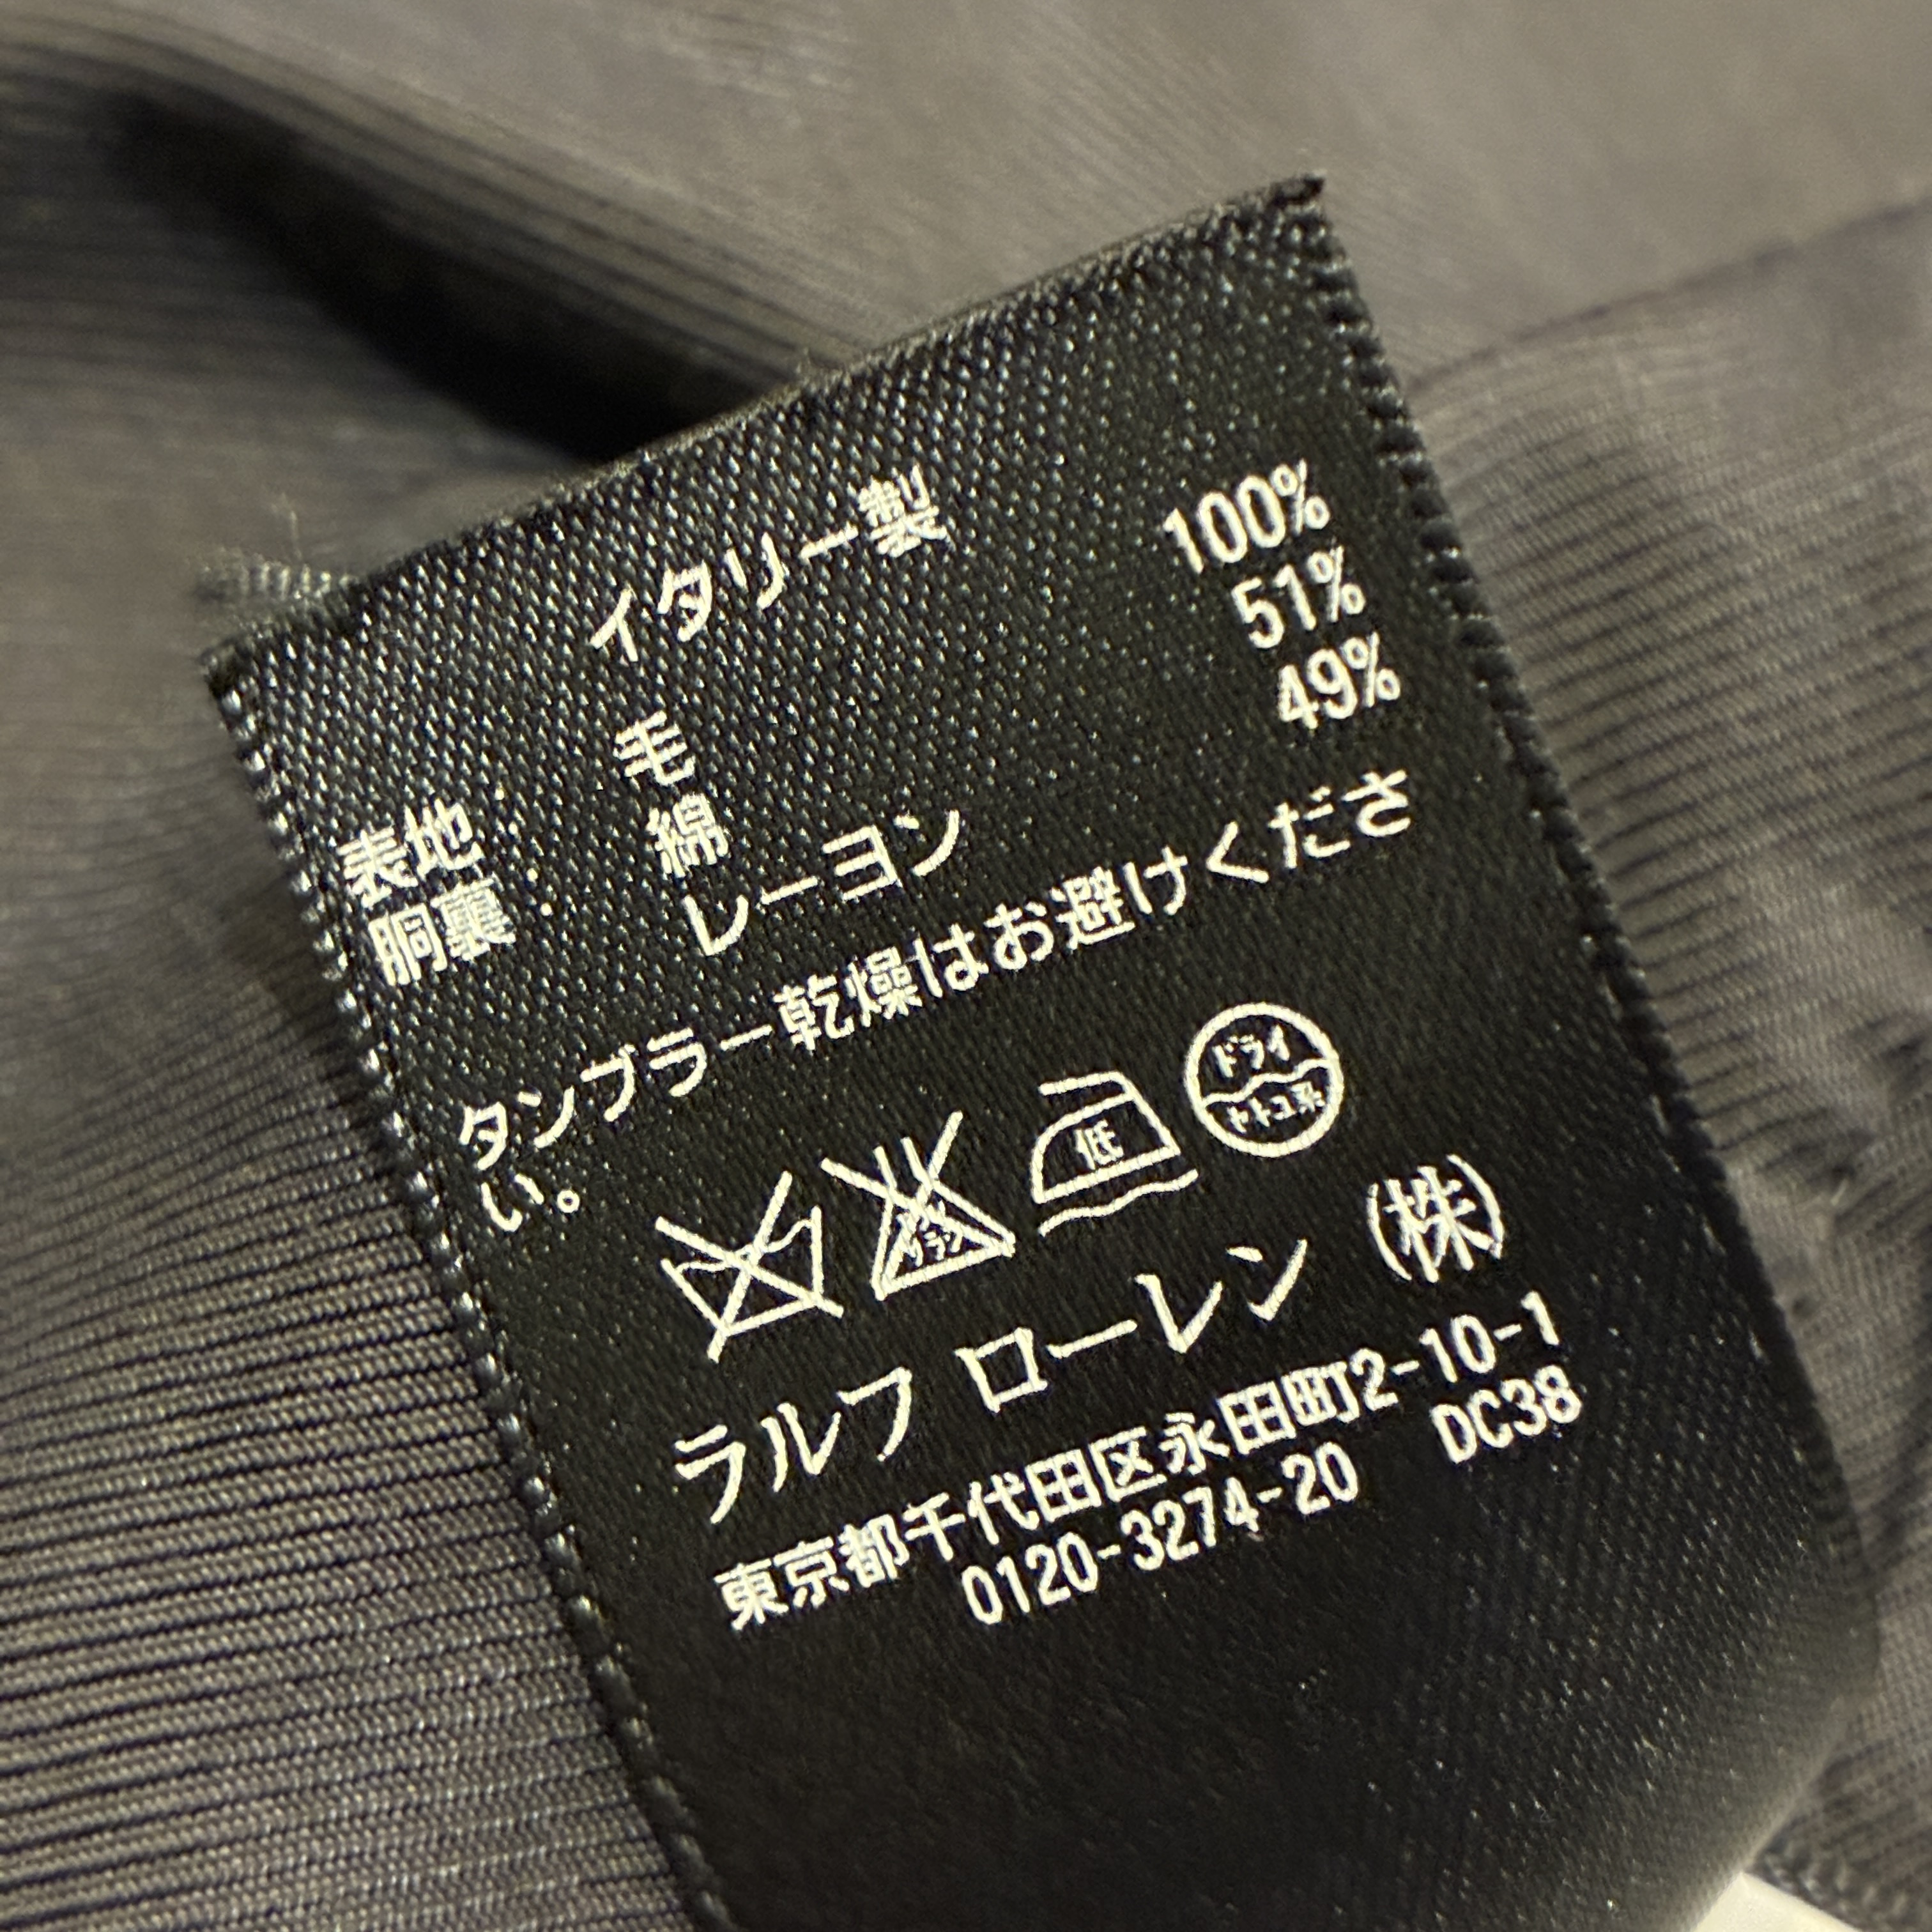 イタリー製
表地: 毛 100%
胴裏: 綿 51%
レーヨン 49%
タンブラー乾燥はお避けくださ
い。
低
ドライ
ラルフ ローレン (株)
東京都千代田区永田町2-10-1
0120-3274-20 DC38